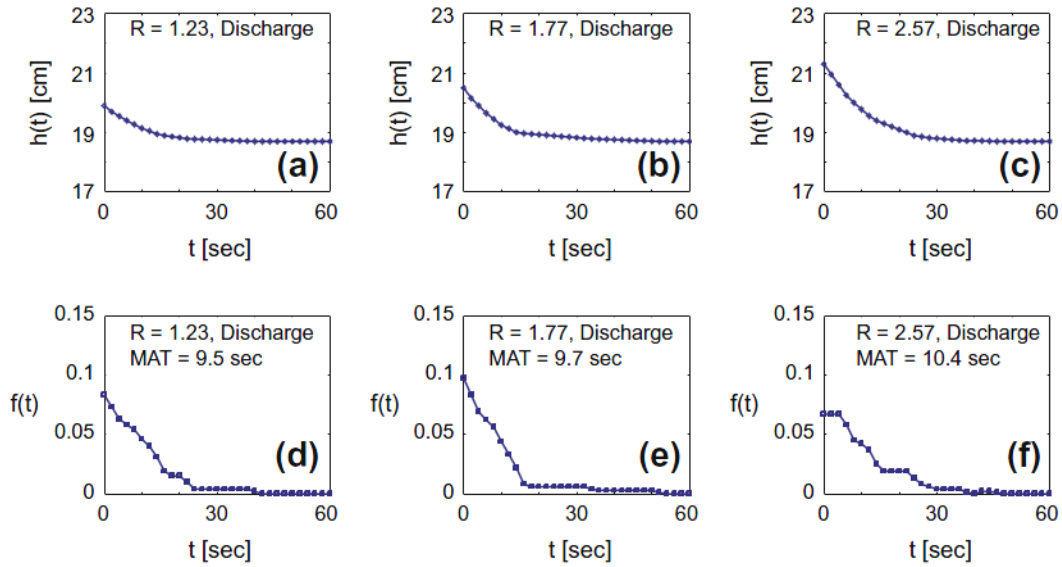 23
21
19
17
h(t) [cm]
R = 1.23, Discharge
(a)
0
30
60
t [sec]
23
21
19
17
h(t) [cm]
R = 1.77, Discharge
(b)
0
30
60
t [sec]
23
21
19
17
h(t) [cm]
R = 2.57, Discharge
(c)
0
30
60
t [sec]
0.15
0.1
0.05
0
f(t)
R = 1.23, Discharge
MAT = 9.5 sec
(d)
0
30
60
t [sec]
0.15
0.1
0.05
0
f(t)
R = 1.77, Discharge
MAT = 9.7 sec
(e)
0
30
60
t [sec]
0.15
0.1
0.05
0
f(t)
R = 2.57, Discharge
MAT = 10.4 sec
(f)
0
30
60
t [sec]